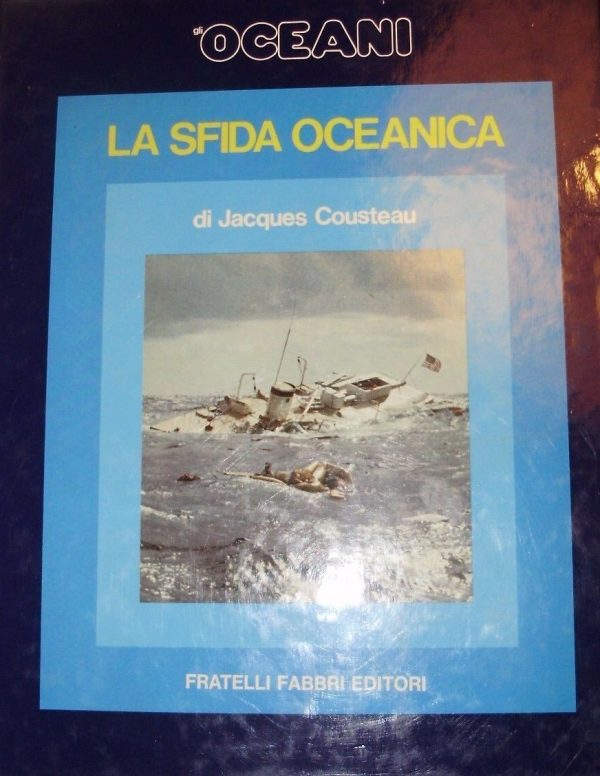 gli OCEANI
LA SFIDA OCEANICA
di Jacques Cousteau
FRATELLI FABBRI EDITORI